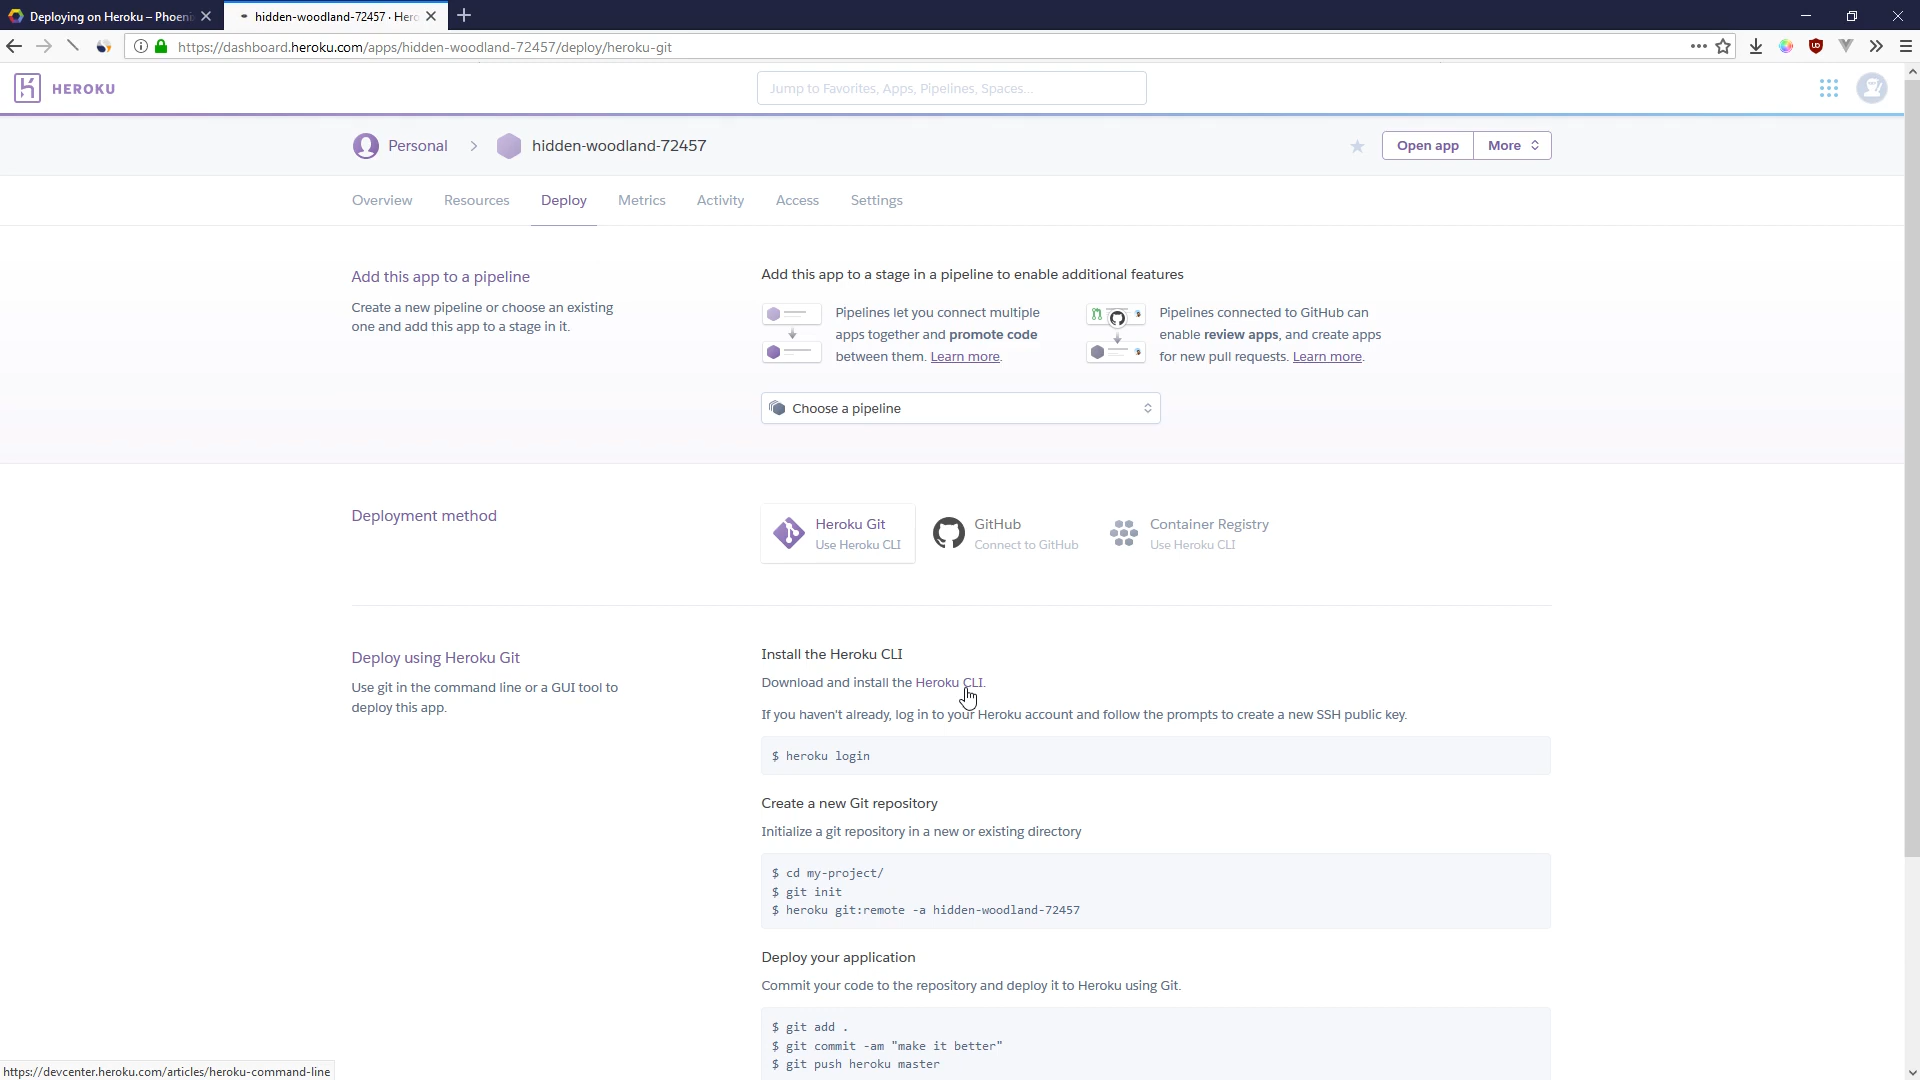 Deploying on Heroku – Phoeni
hidden-woodland-72457 · Hero
https://dashboard.heroku.com/apps/hidden-woodland-72457/deploy/heroku-git
HEROKU
Jump to Favorites, Apps, Pipelines, Spaces...
Personal > hidden-woodland-72457
Open app
More
Overview
Resources
Deploy
Metrics
Activity
Access
Settings
Add this app to a pipeline
Create a new pipeline or choose an existing
one and add this app to a stage in it.
Add this app to a stage in a pipeline to enable additional features
Pipelines let you connect multiple
apps together and promote code
between them. Learn more.
Pipelines connected to GitHub can
enable review apps, and create apps
for new pull requests. Learn more.
Choose a pipeline
Deployment method
Heroku Git
Use Heroku CLI
GitHub
Connect to GitHub
Container Registry
Use Heroku CLI
Deploy using Heroku Git
Use git in the command line or a GUI tool to
deploy this app.
Install the Heroku CLI
Download and install the Heroku CLI.
If you haven't already, log in to your Heroku account and follow the prompts to create a new SSH public key.
$ heroku login
Create a new Git repository
Initialize a git repository in a new or existing directory
$ cd my-project/
$ git init
$ heroku git:remote -a hidden-woodland-72457
Deploy your application
Commit your code to the repository and deploy it to Heroku using Git.
$ git add .
$ git commit -am "make it better"
$ git push heroku master
https://devcenter.heroku.com/articles/heroku-command-line